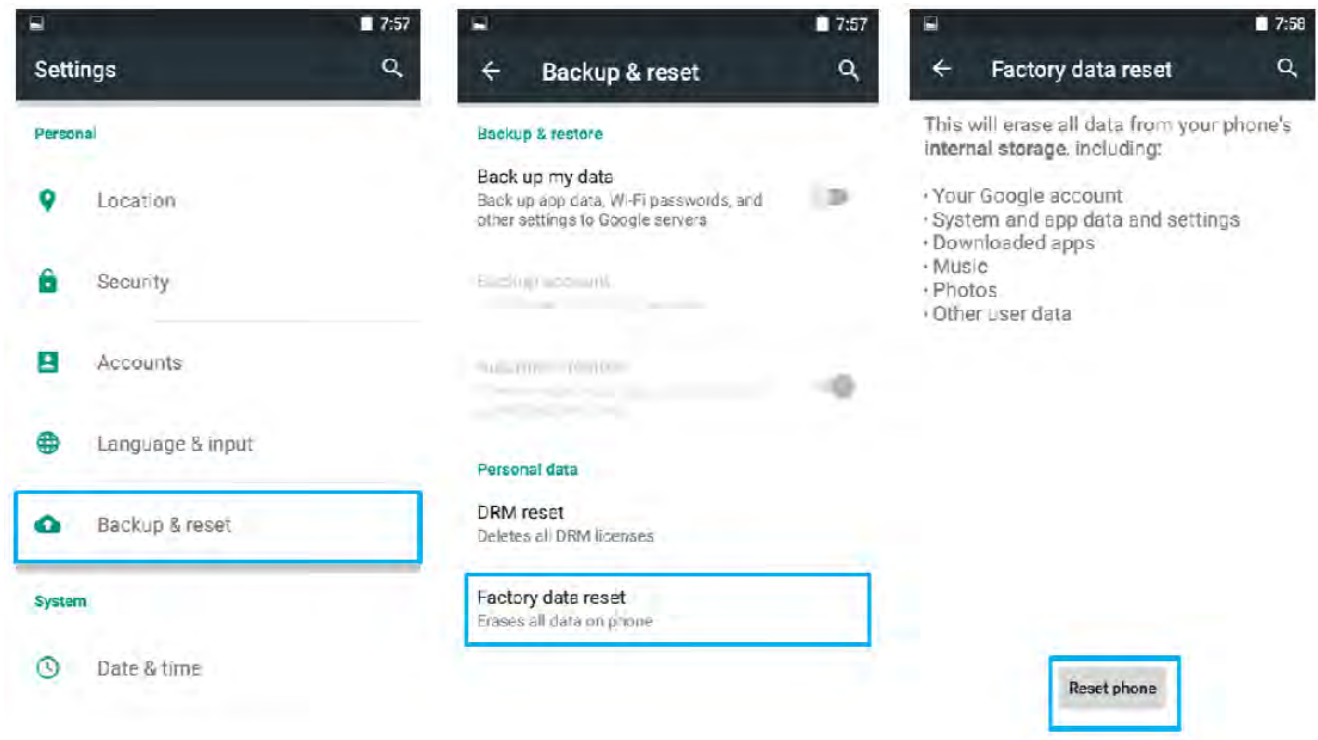 7:57
Settings
Personal
Location
Security
Accounts
Language & input
Backup & reset
System
Date & time
7:57
Backup & reset
Backup & restore
Back up my data
Back up app data, Wi-Fi passwords, and
other settings to Google servers
Backup account
Personal data
DRM reset
Deletes all DRM licenses
Factory data reset
Erases all data on phone
7:58
Factory data reset
This will erase all data from your phone's
internal storage, including:
· Your Google account
· System and app data and settings
· Downloaded apps
· Music
· Photos
· Other user data
Reset phone